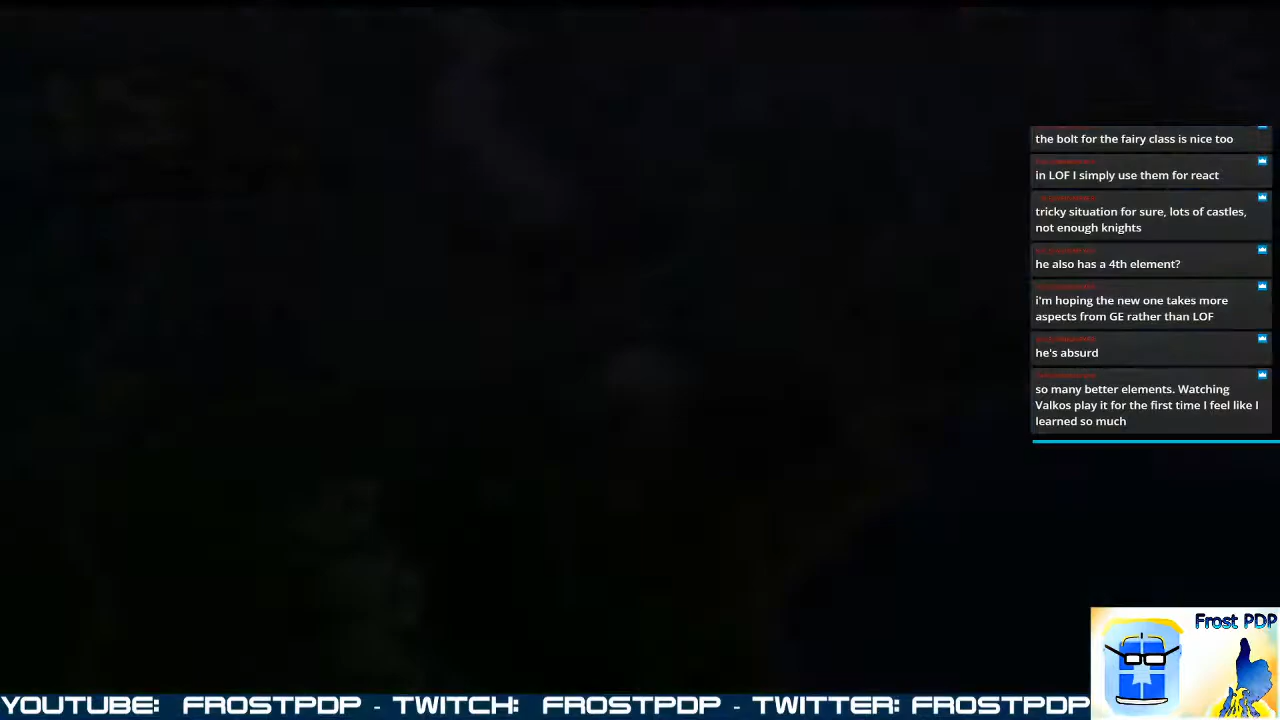 the bolt for the fairy class is nice too
in LOF I simply use them for react
tricky situation for sure, lots of castles,
not enough knights
he also has a 4th element?
i'm hoping the new one takes more
aspects from GE rather than LOF
he's absurd
so many better elements. Watching
Valkos play it for the first time I feel like I
learned so much
Frost PDP
YOUTUBE: FROSTPDP - TWITCH: FROSTPDP - TWITTER: FROSTPDP